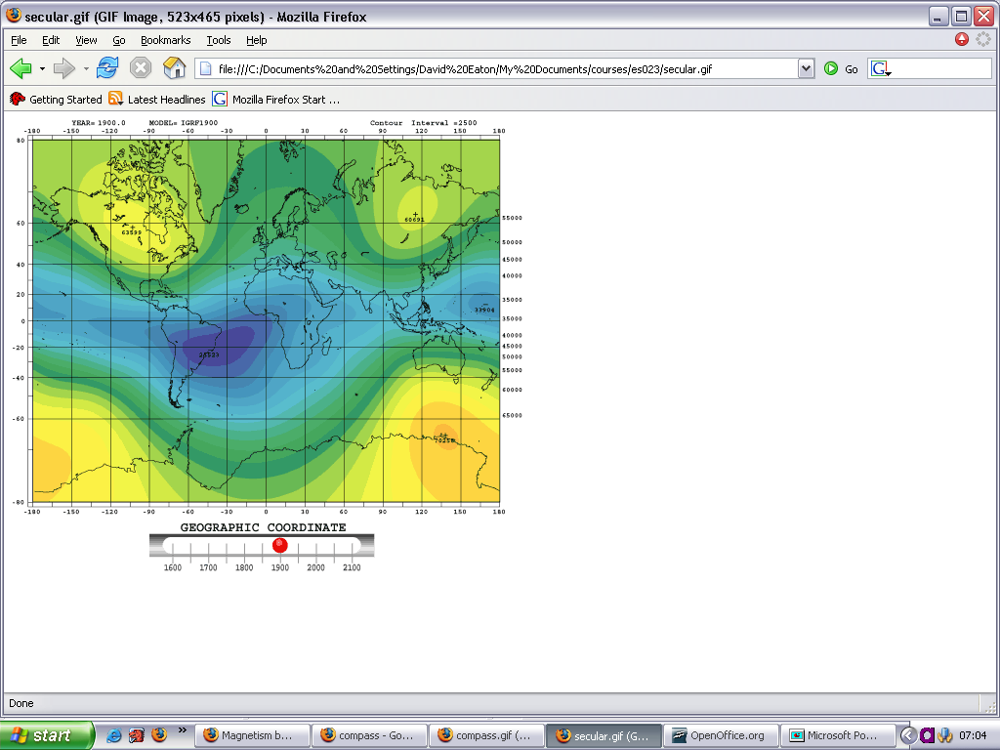 secular.gif (GIF Image, 523x465 pixels) - Mozilla Firefox
File Edit View Go Bookmarks Tools Help
file:///C:/Documents%20and%20Settings/David%20Eaton/My%20Documents/courses/es023/secular.gif Go G
Getting Started Latest Headlines Mozilla Firefox Start ...
YEAR= 1900.0 MODEL= IGRF1900 Contour Interval =2500
-180 -150 -120 -90 -60 -30 0 30 60 90 120 150 180
80
60
40
20
0
-20
-40
-60
-80
63599
60691
33904
55000
50000
45000
40000
35000
35000
40000
45000
50000
55000
60000
65000
-180 -150 -120 -90 -60 -30 0 30 60 90 120 150 180
GEOGRAPHIC COORDINATE
1600 1700 1800 1900 2000 2100
Done
start Magnetism b... compass - Go... compass.gif (... secular.gif (G... OpenOffice.org Microsoft Po... 07:04